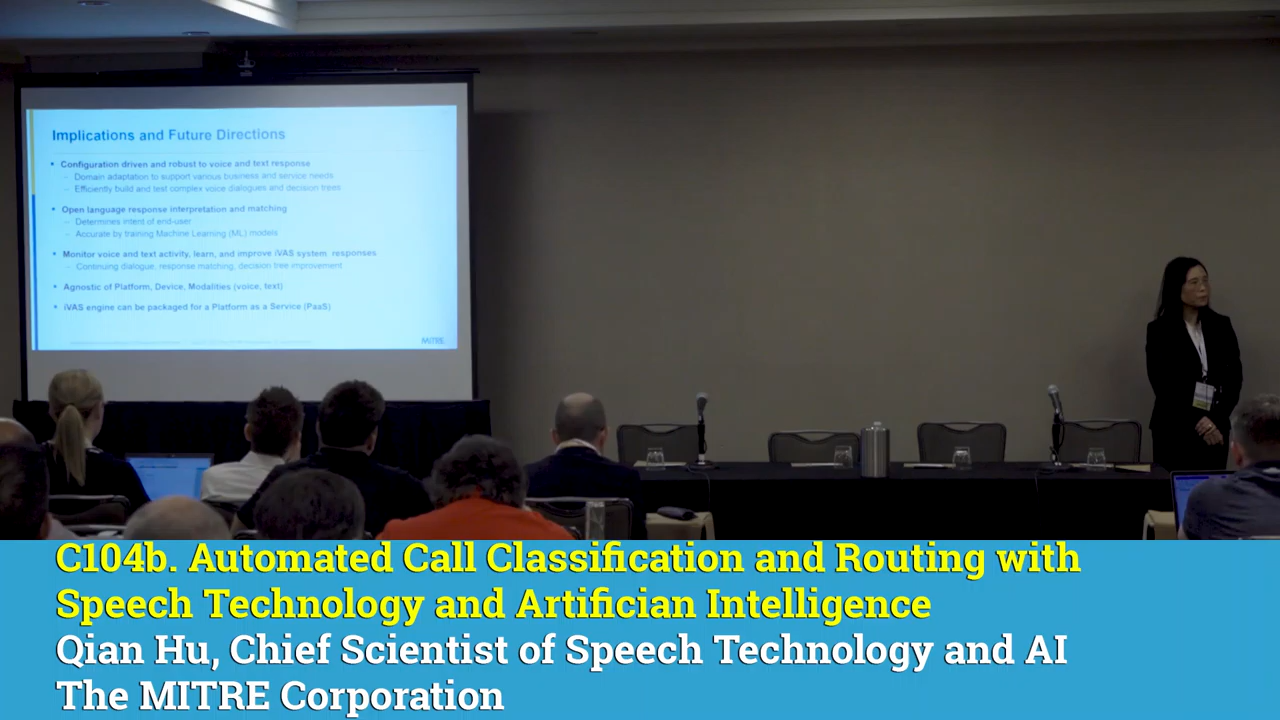 Implications and Future Directions
• Configuration driven and robust to voice and text response
– Domain adaptation to support various business and service needs
– Efficiently build and test complex voice dialogues and decision trees
• Open language response interpretation and matching
– Determines intent of end-user
– Accurate by training Machine Learning (ML) models
• Monitor voice and text activity, learn, and improve iVAS system responses
– Continuing dialogue, response matching, decision tree improvement
• Agnostic of Platform, Device, Modalities (voice, text)
• iVAS engine can be packaged for a Platform as a Service (PaaS)
MITRE
C104b. Automated Call Classification and Routing with
Speech Technology and Artifician Intelligence
Qian Hu, Chief Scientist of Speech Technology and AI
The MITRE Corporation